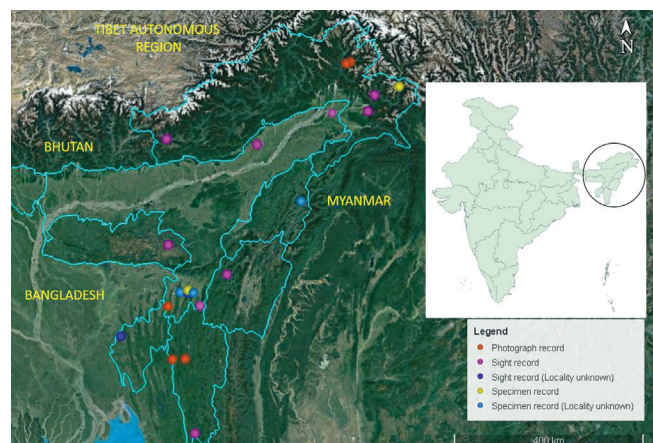 TIBET AUTONOMOUS
REGION
N
BHUTAN
MYANMAR
BANGLADESH
Legend
Photograph record
Sight record
Sight record (Locality unknown)
Specimen record
Specimen record (Locality unknown)
400 km